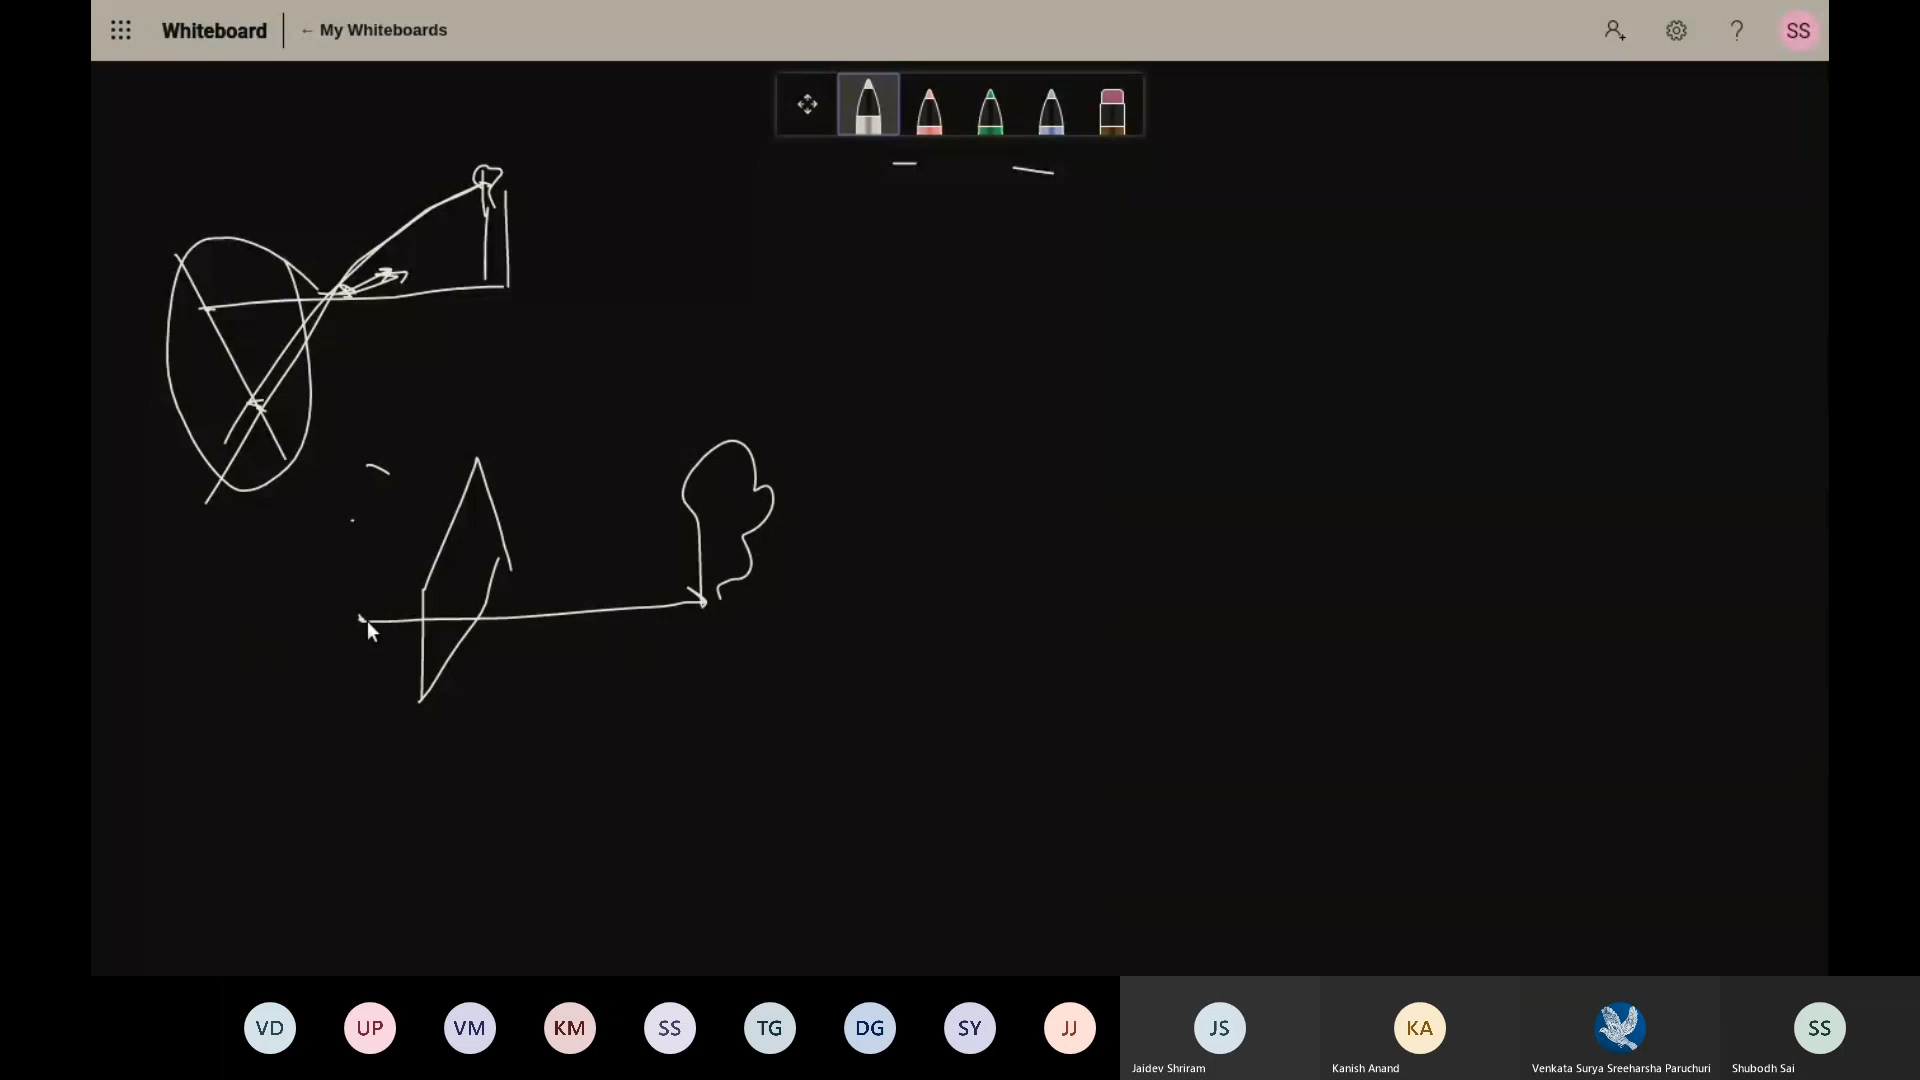 Whiteboard ← My Whiteboards ? SS
VD UP VM KM SS TG DG SY JJ JS KA SS
Jaidev Shriram Kanish Anand Venkata Surya Sreeharsha Paruchuri Shubodh Sai